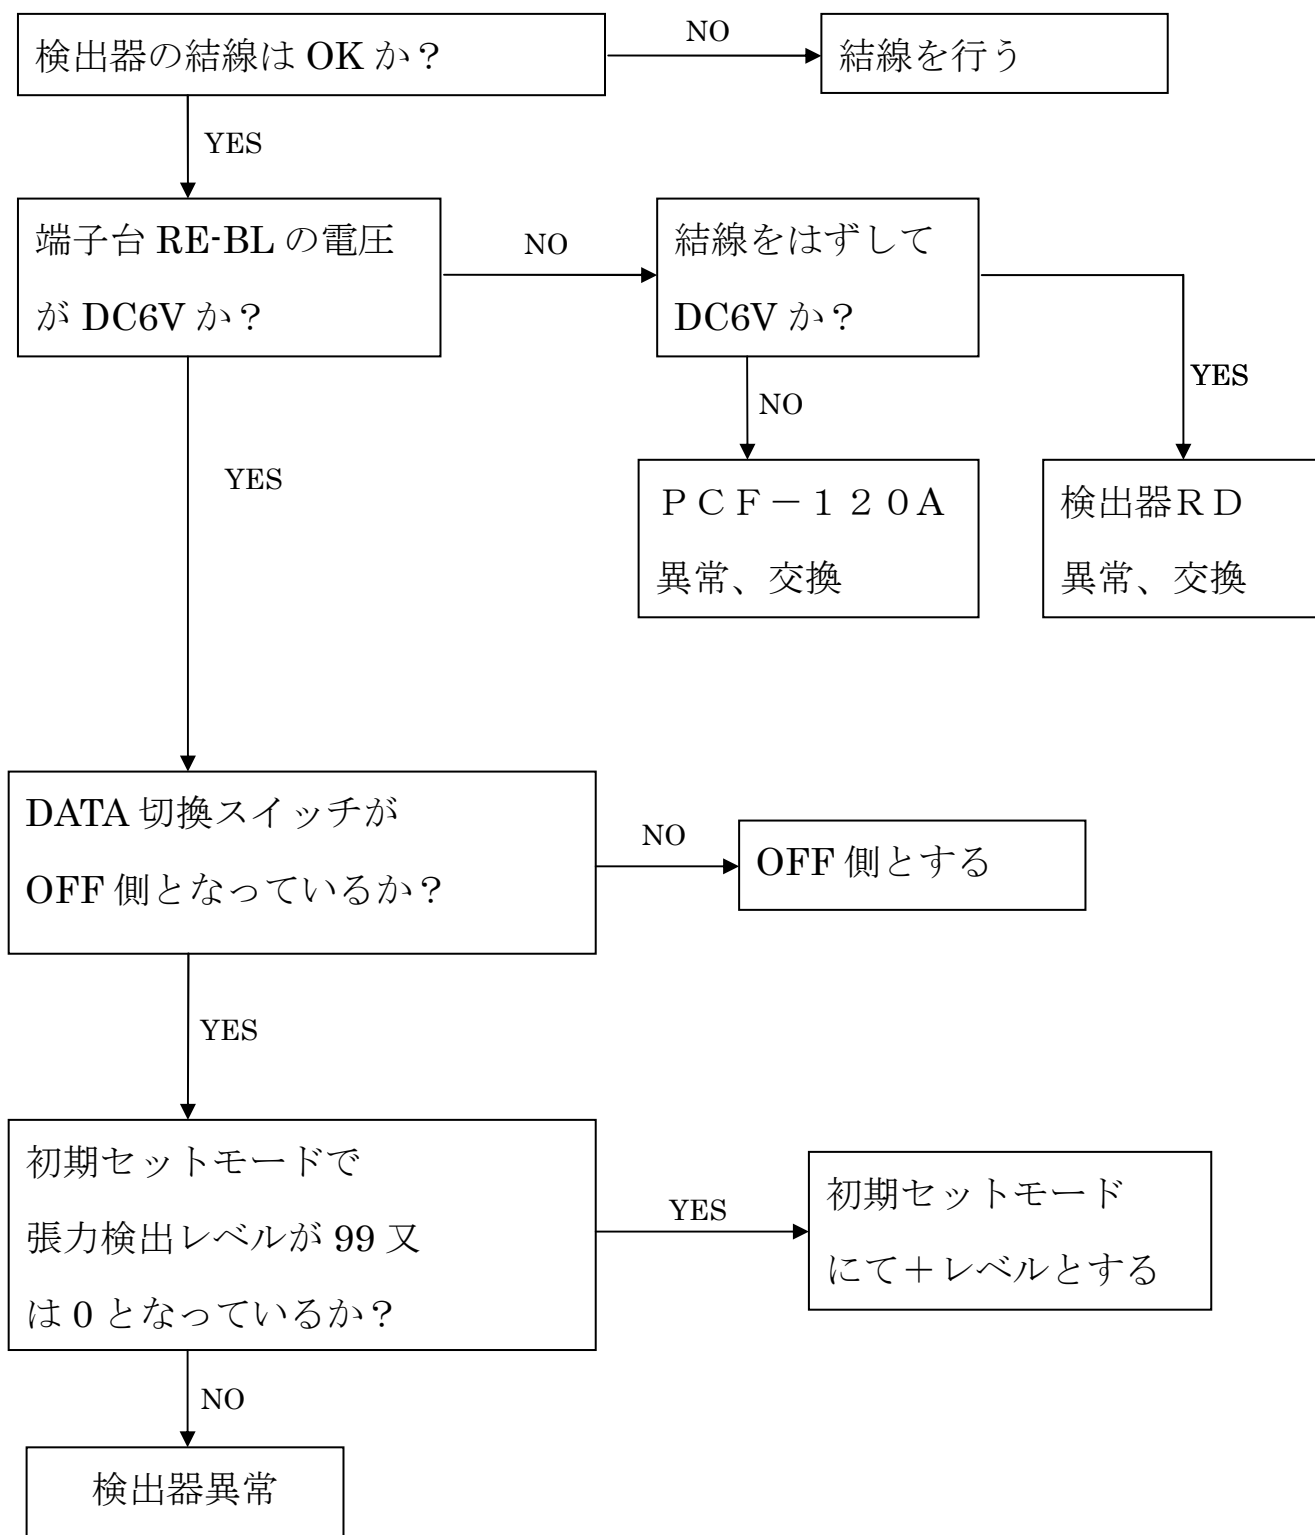 検出器の結線は OK か？
NO
結線を行う
YES
端子台 RE-BL の電圧
が DC6V か？
NO
結線をはずして
DC6V か？
YES
NO
YES
ＰＣＦ－１２０A
異常、交換
検出器ＲＤ
異常、交換
DATA 切換スイッチが
OFF 側となっているか？
NO
OFF 側とする
YES
初期セットモードで
張力検出レベルが 99 又
は 0 となっているか？
YES
初期セットモード
にて＋レベルとする
NO
検出器異常